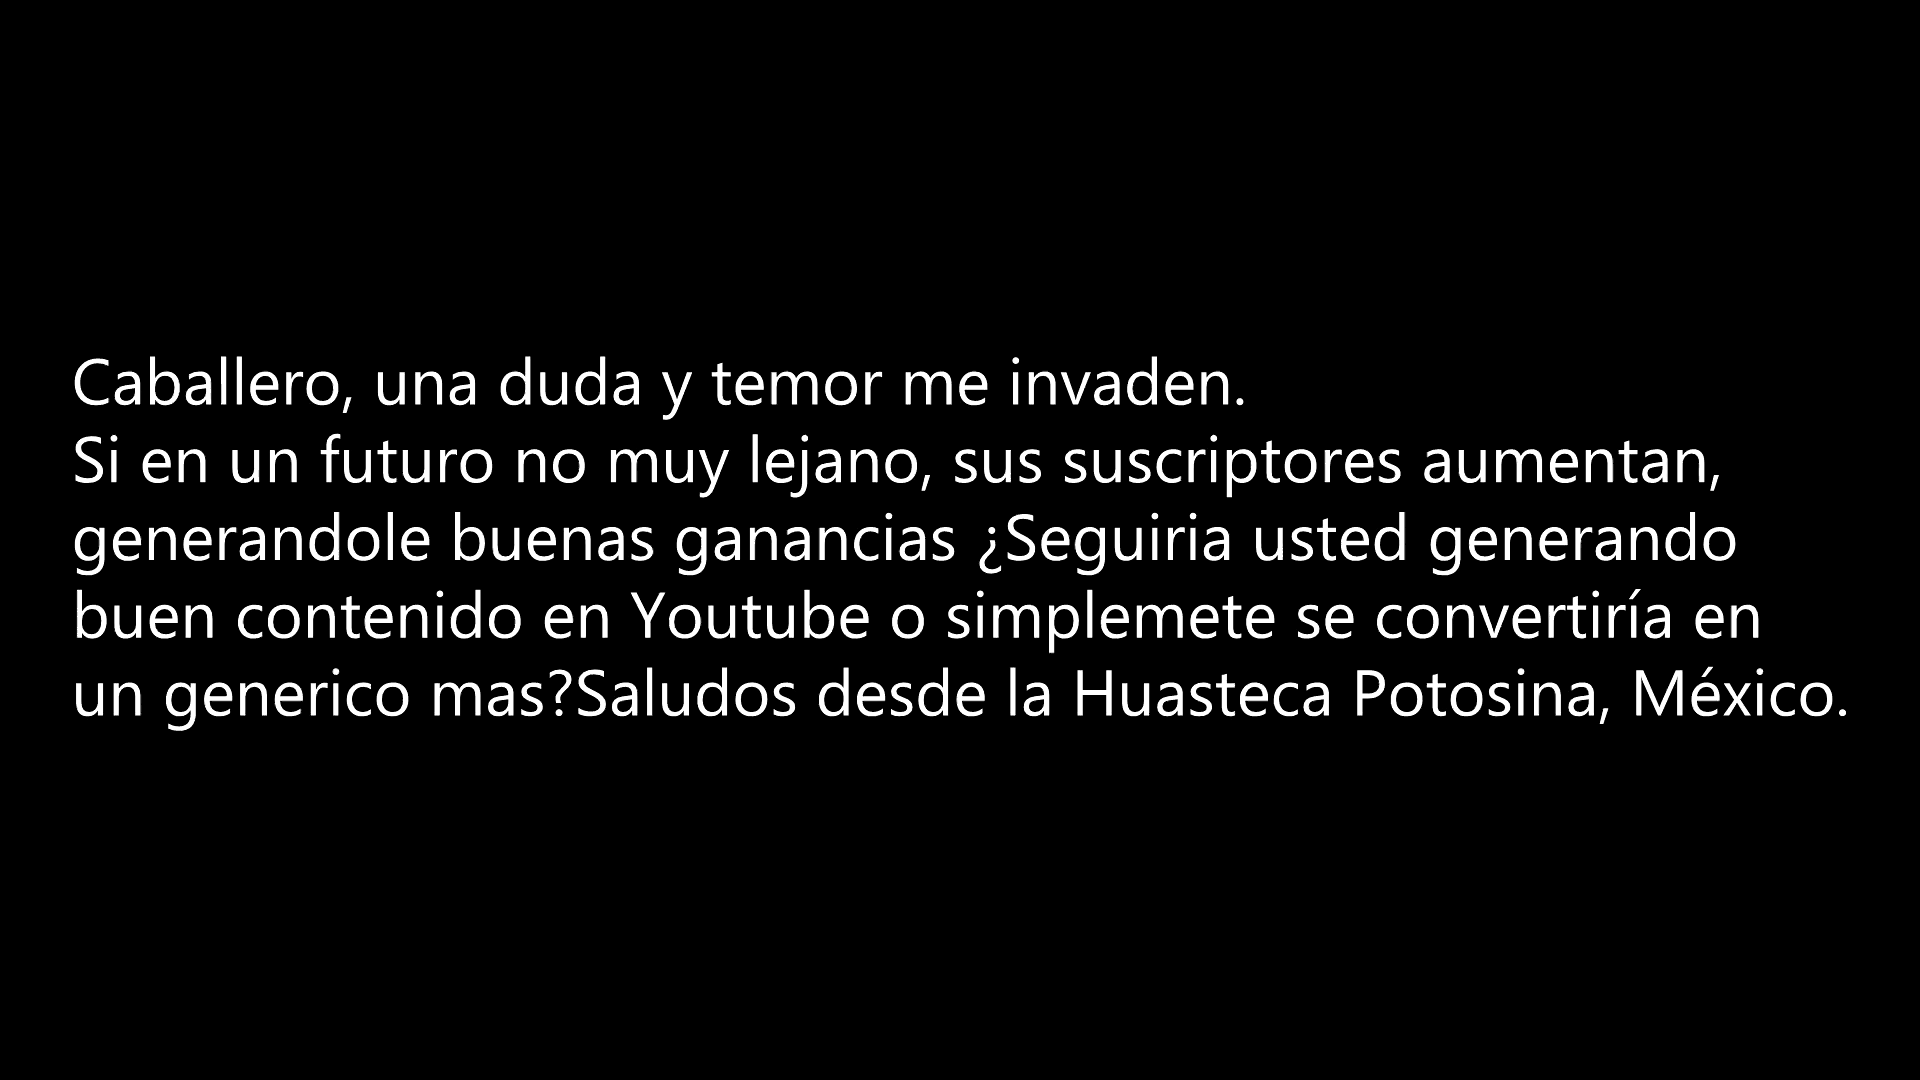 Caballero, una duda y temor me invaden.
Si en un futuro no muy lejano, sus suscriptores aumentan,
generandole buenas ganancias ¿Seguiria usted generando
buen contenido en Youtube o simplemete se convertiría en
un generico mas?Saludos desde la Huasteca Potosina, México.